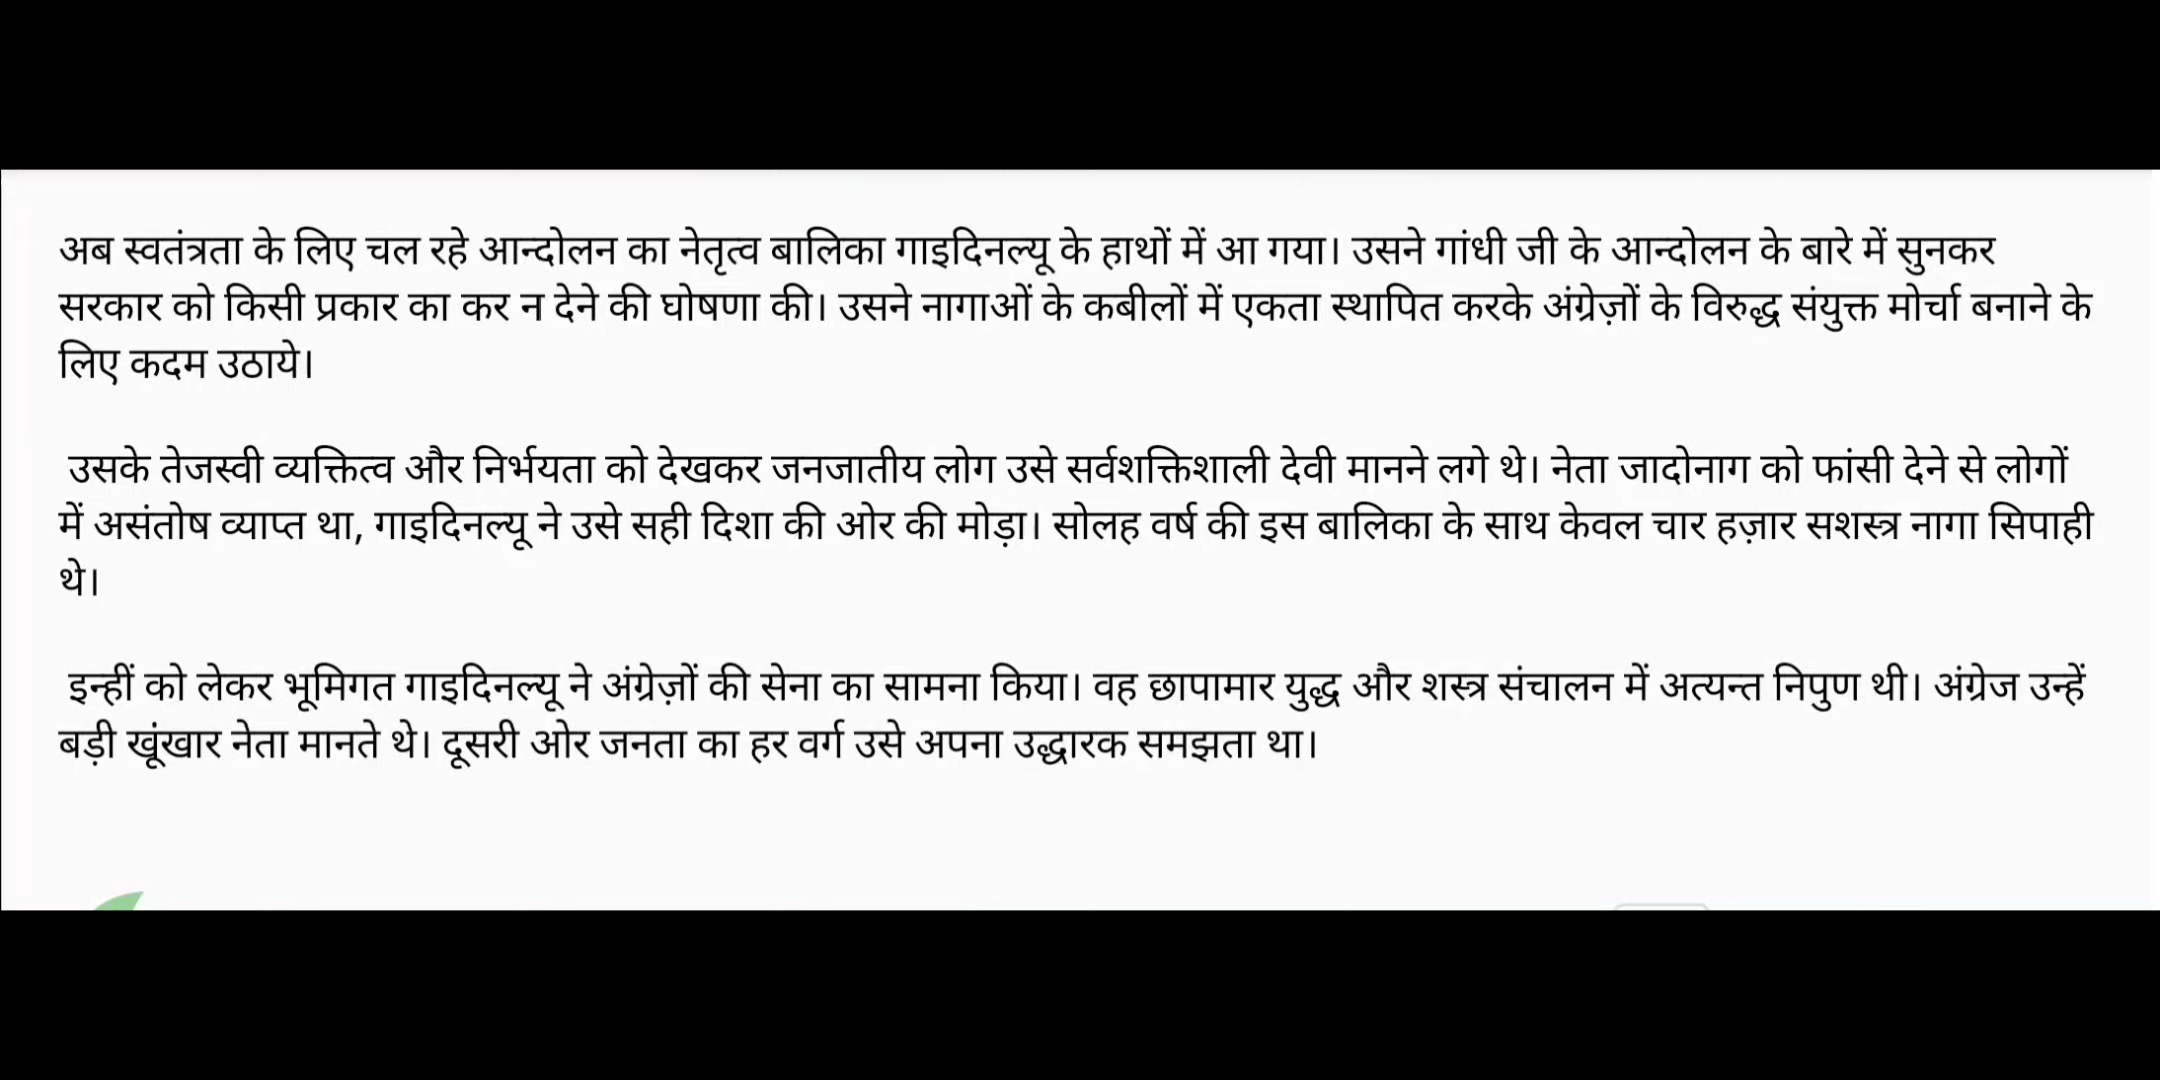 अब स्वतंत्रता के लिए चल रहे आन्दोलन का नेतृत्व बालिका गाइदिनल्यू के हाथों में आ गया। उसने गांधी जी के आन्दोलन के बारे में सुनकर
सरकार को किसी प्रकार का कर न देने की घोषणा की। उसने नागाओं के कबीलों में एकता स्थापित करके अंग्रेज़ों के विरुद्ध संयुक्त मोर्चा बनाने के
लिए कदम उठाये।
उसके तेजस्वी व्यक्तित्व और निर्भयता को देखकर जनजातीय लोग उसे सर्वशक्तिशाली देवी मानने लगे थे। नेता जादोनाग को फांसी देने से लोगों
में असंतोष व्याप्त था, गाइदिनल्यू ने उसे सही दिशा की ओर की मोड़ा। सोलह वर्ष की इस बालिका के साथ केवल चार हज़ार सशस्त्र नागा सिपाही
थे।
इन्हीं को लेकर भूमिगत गाइदिनल्यू ने अंग्रेज़ों की सेना का सामना किया। वह छापामार युद्ध और शस्त्र संचालन में अत्यन्त निपुण थी। अंग्रेज उन्हें
बड़ी खूंखार नेता मानते थे। दूसरी ओर जनता का हर वर्ग उसे अपना उद्धारक समझता था।